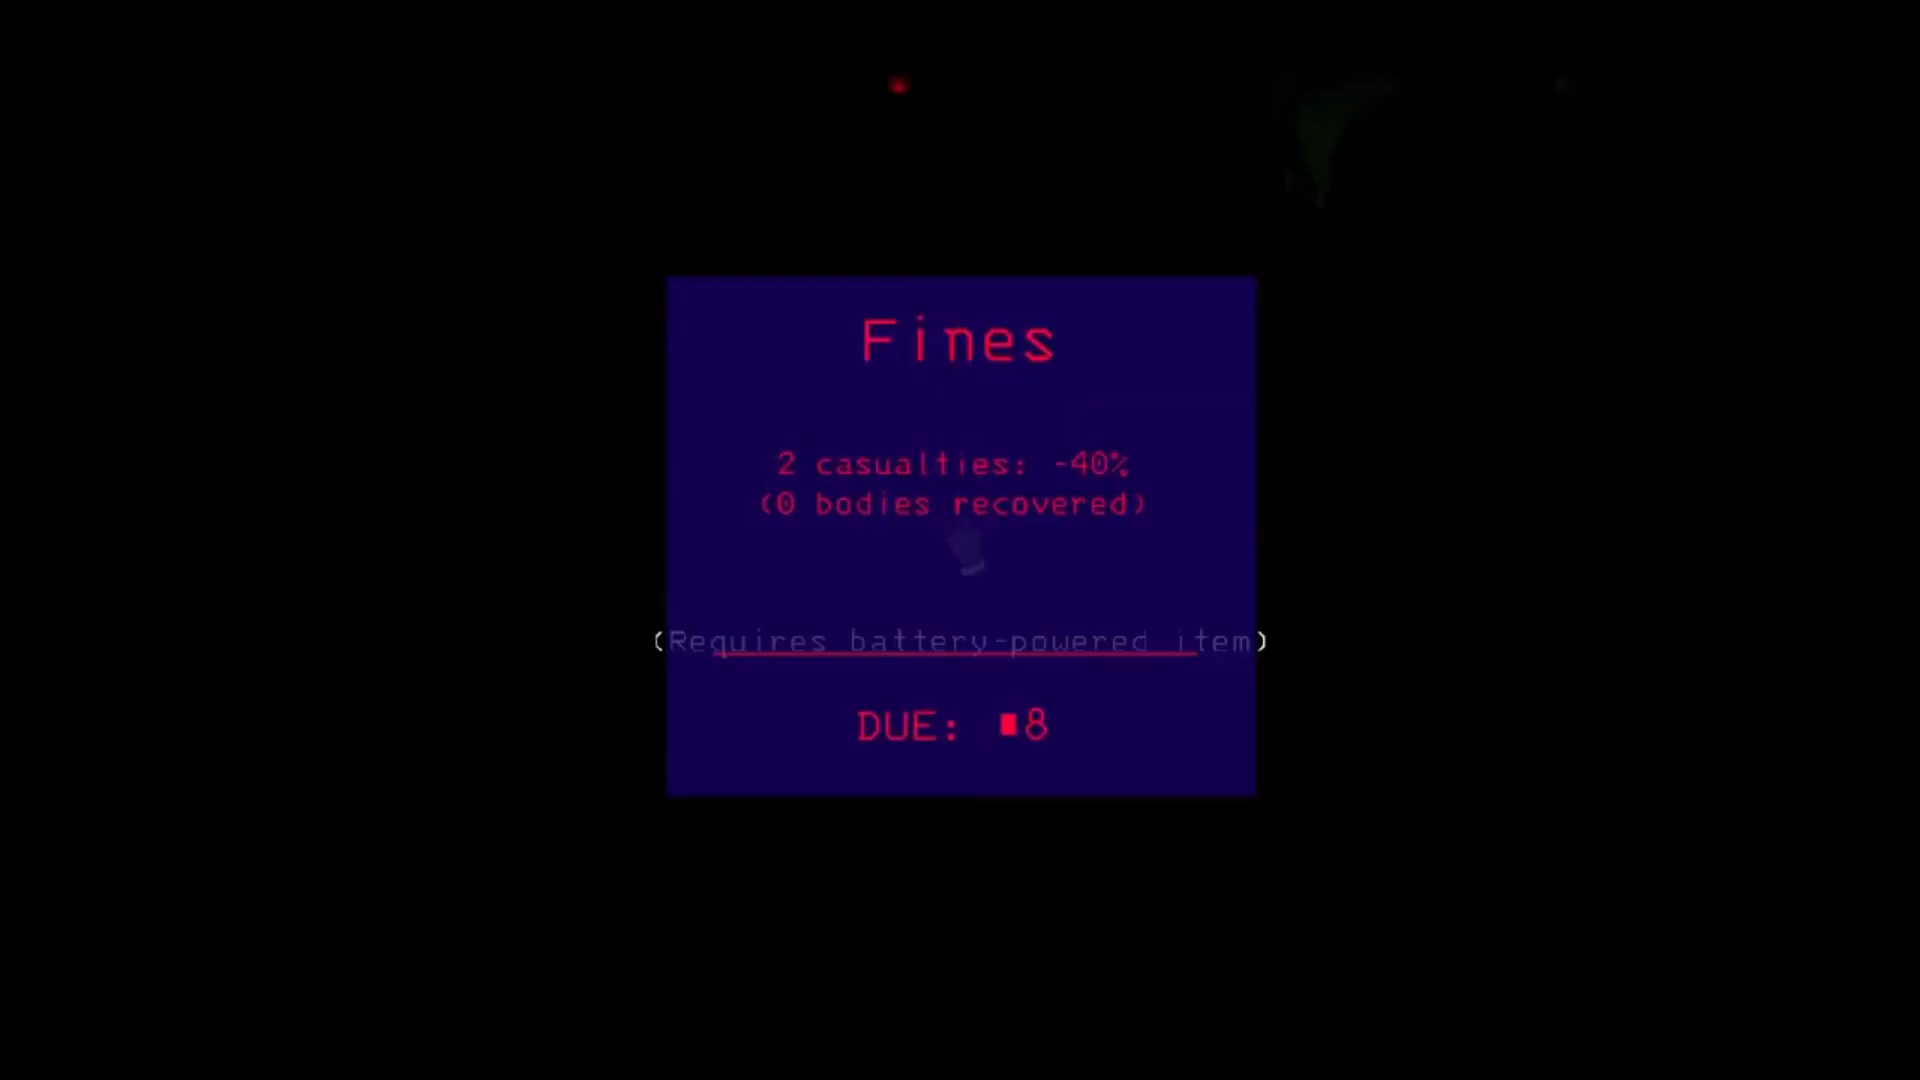 Fines
2 casualties: -40%
(0 bodies recovered)
(Requires battery-powered item)
DUE: ■8